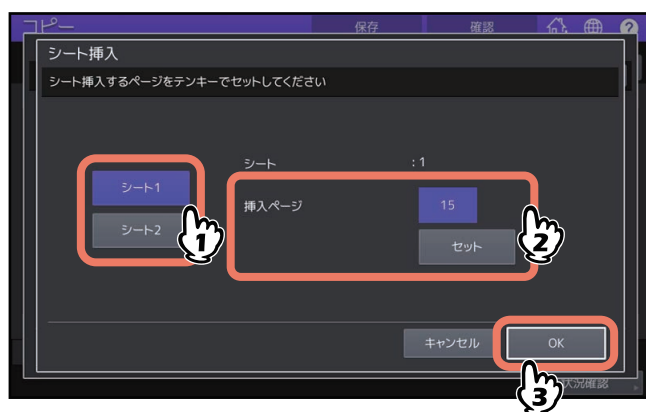 コピー 保存 確認 ?
シート挿入
シート挿入するページをテンキーでセットしてください
シート :1
シート1
挿入ページ 15
シート2
セット
キャンセル OK
状況確認
1
2
3